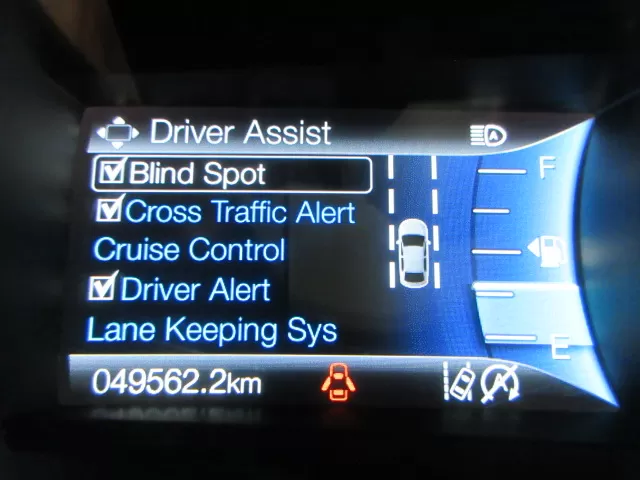 Driver Assist
Blind Spot
Cross Traffic Alert
Cruise Control
Driver Alert
Lane Keeping Sys
F
E
049562.2km
A
A